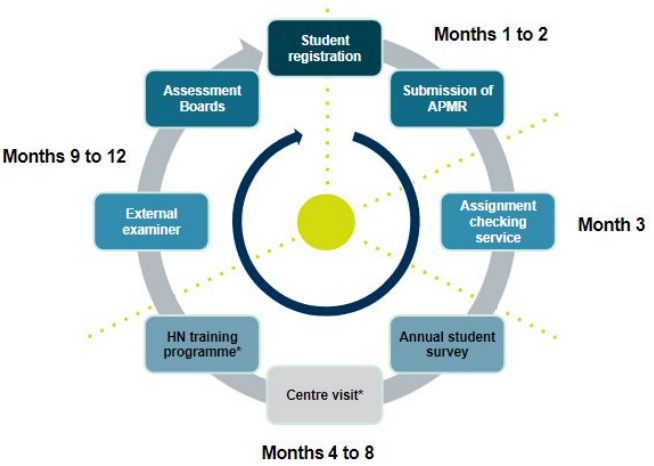 Student
registration
Months 1 to 2
Submission of
APMR
Assignment
checking
service
Month 3
Annual student
survey
Centre visit*
Months 4 to 8
HN training
programme*
External
examiner
Months 9 to 12
Assessment
Boards